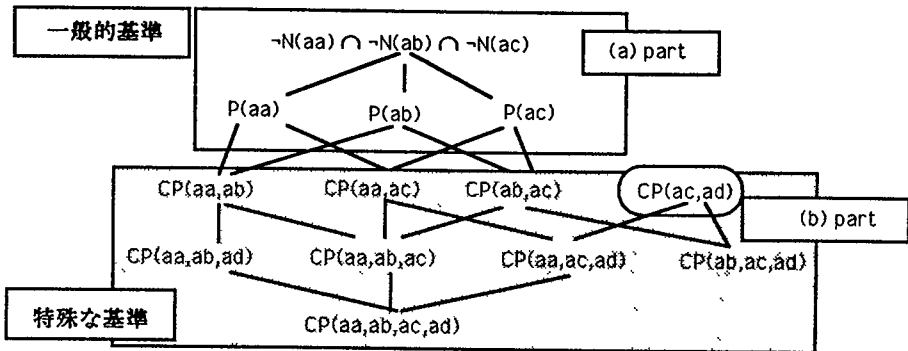 一般的基準
¬N(aa) ∩ ¬N(ab) ∩ ¬N(ac)
(a) part
P(aa) P(ab) P(ac)
CP(aa,ab) CP(aa,ac) CP(ab,ac) CP(ac,ad)
(b) part
CP(aa,ab,ad) CP(aa,ab,ac) CP(aa,ac,ad) CP(ab,ac,ad)
特殊な基準
CP(aa,ab,ac,ad)